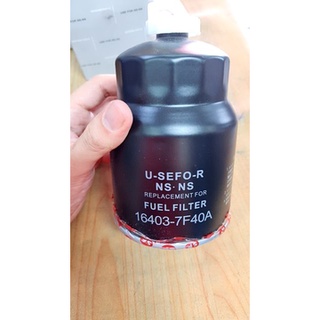 U-SEFO-R
NS·NS
REPLACEMENT FOR
FUEL FILTER
16403-7F40A